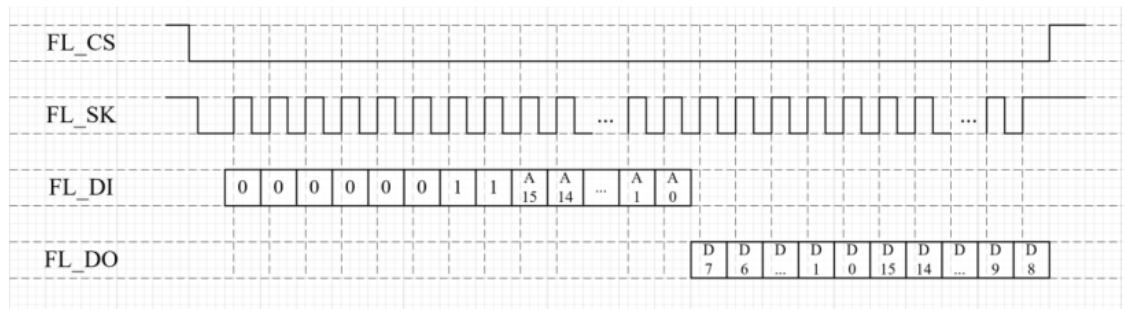 FL_CS
FL_SK ... ...
FL_DI 0 0 0 0 0 0 1 1 A 15 A 14 ... A 1 A 0
FL_DO D 7 D 6 D ... D 1 D 0 D 15 D 14 D ... D 9 D 8